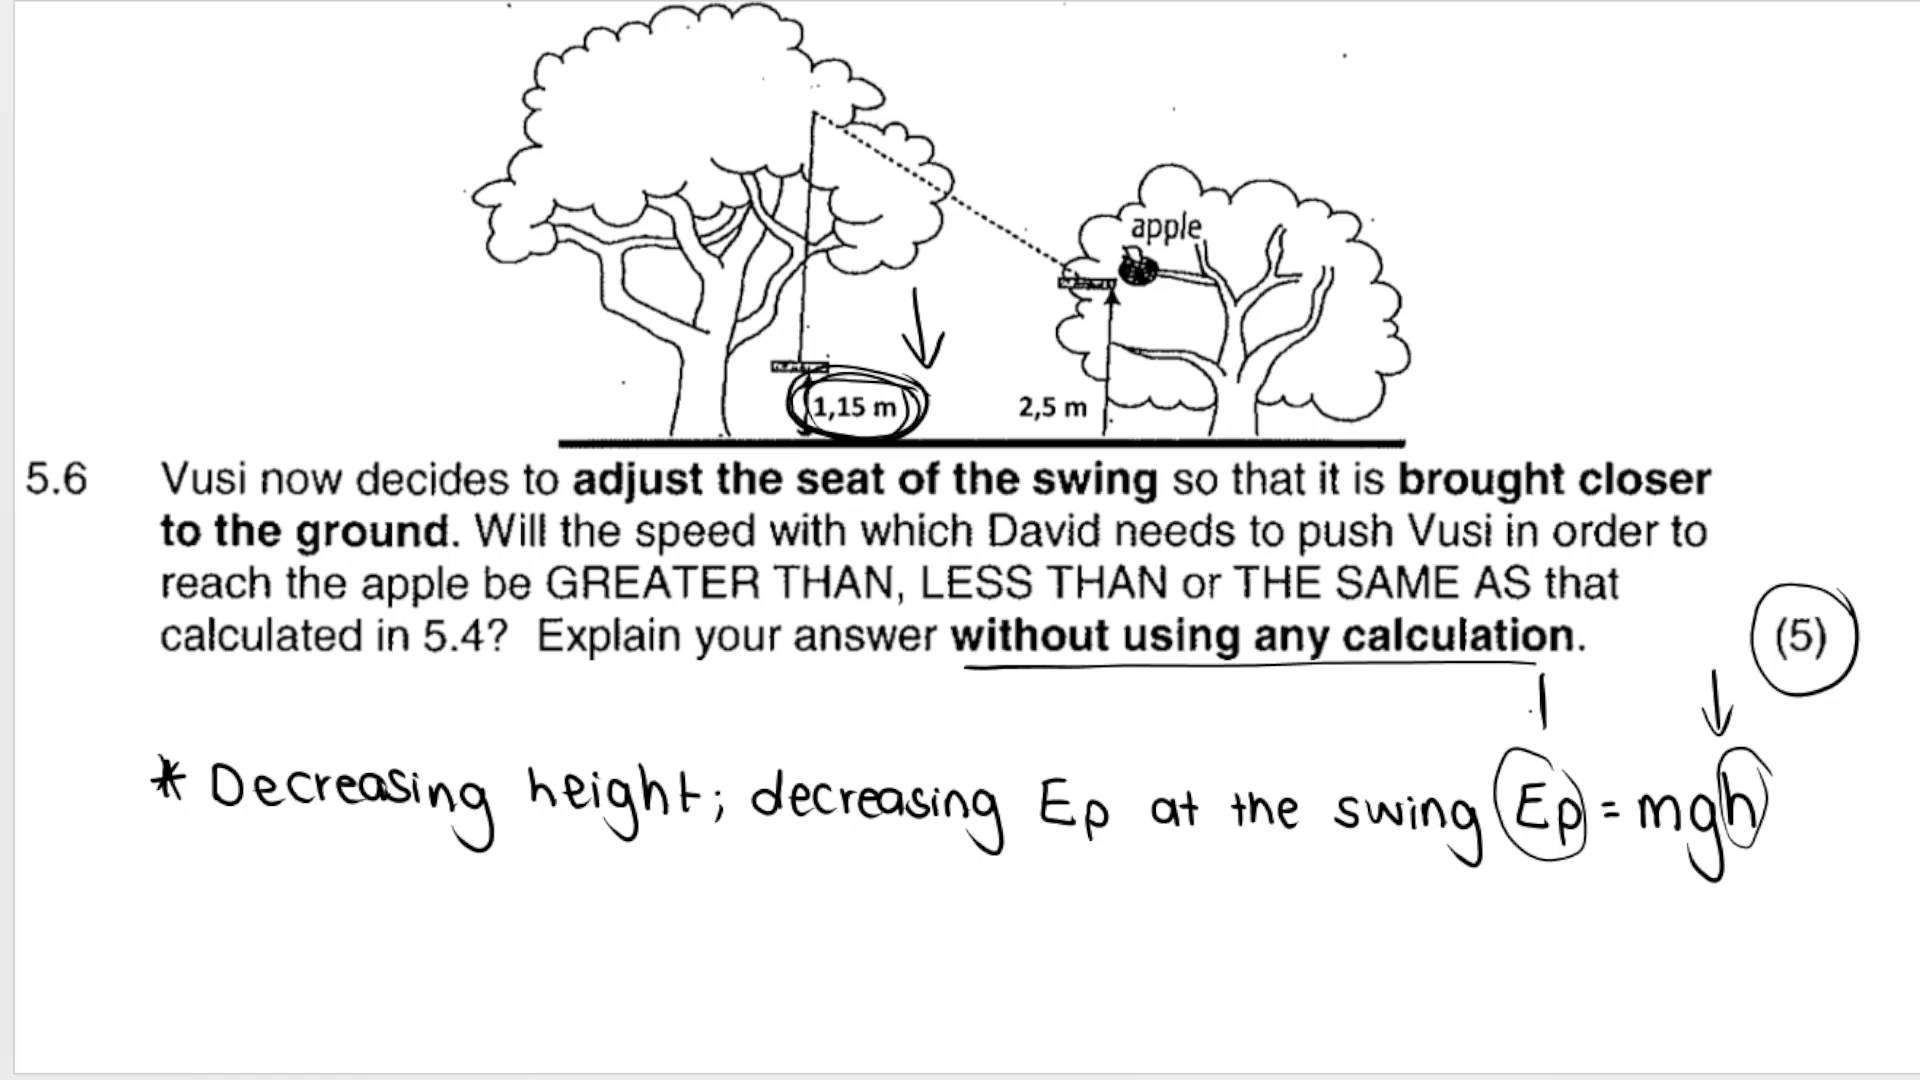 apple
1,15 m
2,5 m
5.6 Vusi now decides to adjust the seat of the swing so that it is brought closer
to the ground. Will the speed with which David needs to push Vusi in order to
reach the apple be GREATER THAN, LESS THAN or THE SAME AS that
calculated in 5.4? Explain your answer without using any calculation. (5)
* Decreasing height; decreasing Ep at the swing Ep = mgh